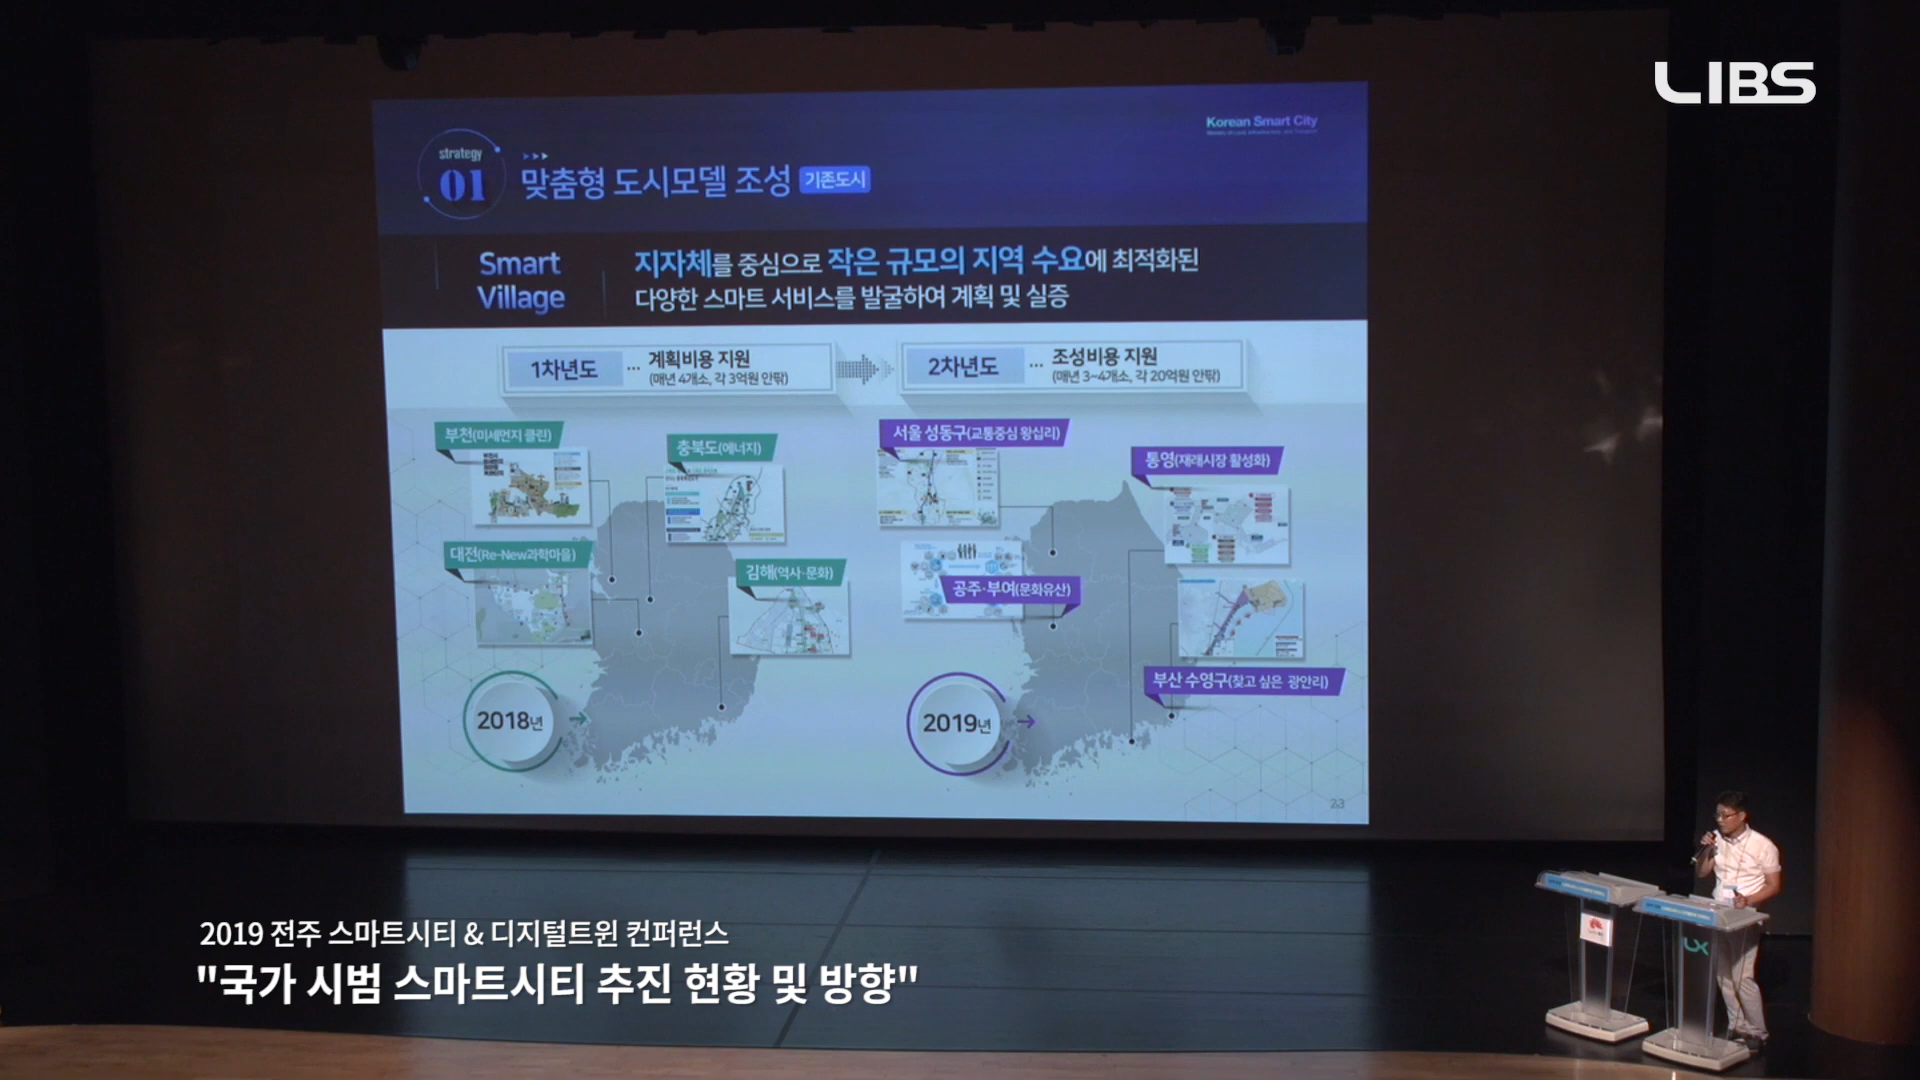 LIBS
Korean Smart City
strategy
01
맞춤형 도시모델 조성 기존도시
Smart
Village
지자체를 중심으로 작은 규모의 지역 수요에 최적화된
다양한 스마트 서비스를 발굴하여 계획 및 실증
1차년도 ··· 계획비용 지원
(매년 4개소, 각 3억원 안팎)
2차년도 ··· 조성비용 지원
(매년 3~4개소, 각 20억원 안팎)
부천(미세먼지 클린)
충북도(에너지)
대전(Re-New과학마을)
김해(역사·문화)
2018년
서울 성동구(교통중심 왕십리)
통영(재래시장 활성화)
공주·부여(문화유산)
부산 수영구(찾고 싶은 광안리)
2019년
23
LX
2019 전주 스마트시티 & 디지털트윈 컨퍼런스
"국가 시범 스마트시티 추진 현황 및 방향"